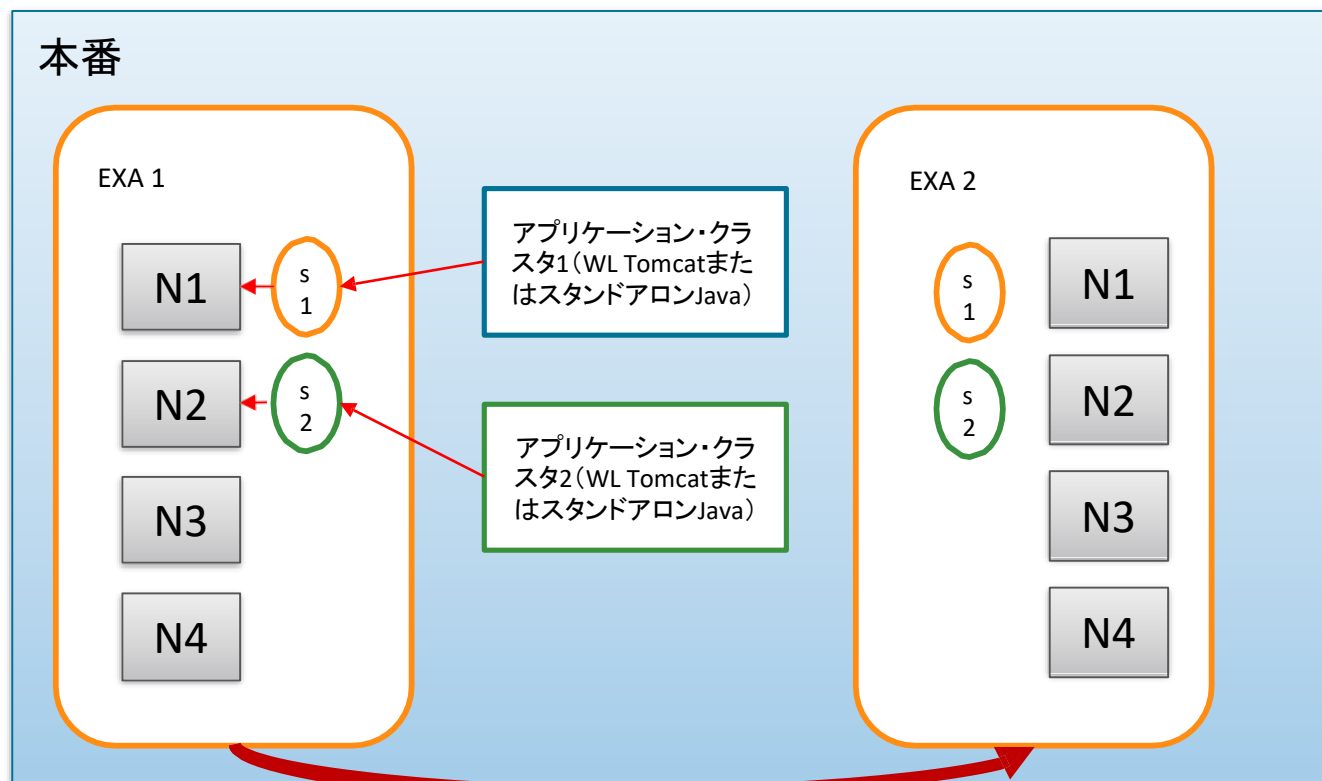 本番
EXA 1
N1
s
1
N2
s
2
N3
N4
アプリケーション・クラ
スタ1（WL Tomcatまた
はスタンドアロンJava）
アプリケーション・クラ
スタ2（WL Tomcatまた
はスタンドアロンJava）
EXA 2
s
1
N1
s
2
N2
N3
N4